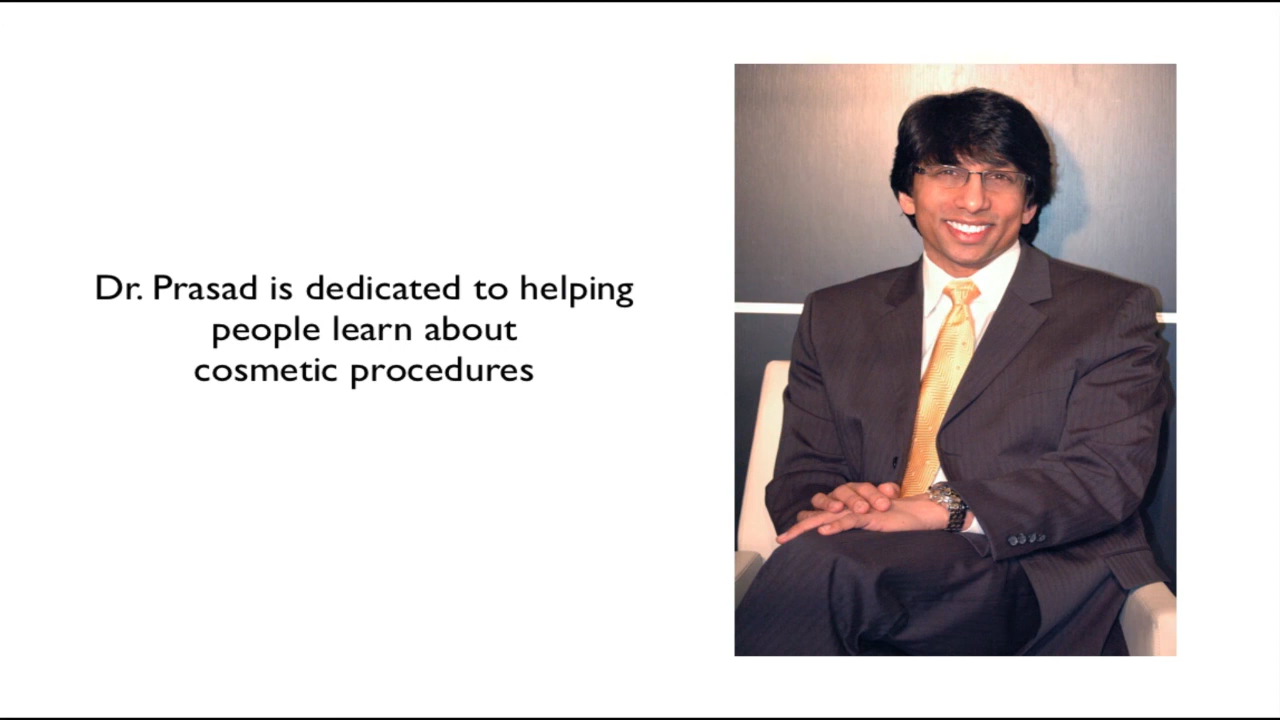 Dr. Prasad is dedicated to helping
people learn about
cosmetic procedures